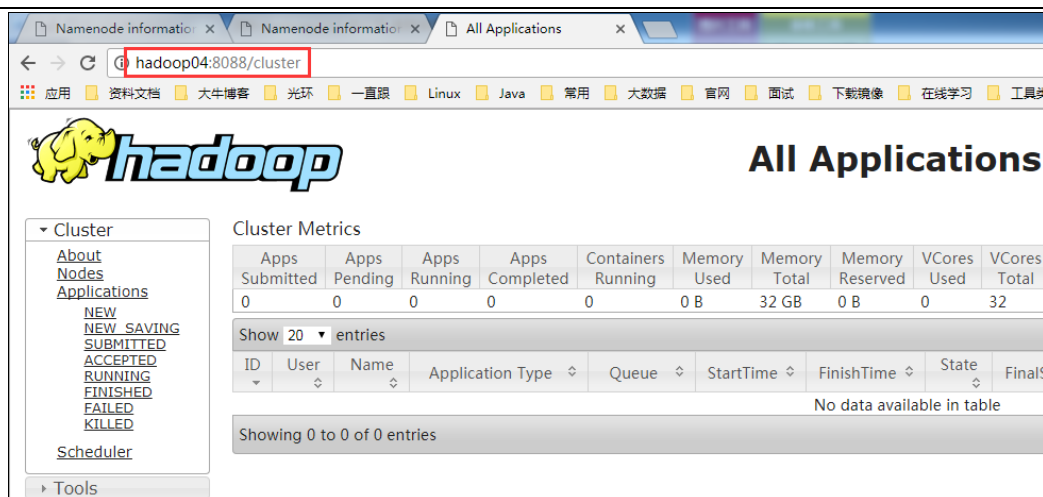 Namenode information
Namenode information
All Applications
hadoop04:8088/cluster
应用 资料文档 大牛博客 光环 一直跟 Linux Java 常用 大数据 官网 面试 下载镜像 在线学习 工具类
hadoop
All Applications
Cluster
About
Nodes
Applications
NEW
NEW_SAVING
SUBMITTED
ACCEPTED
RUNNING
FINISHED
FAILED
KILLED
Scheduler
Tools
Cluster Metrics
Apps Submitted Apps Pending Apps Running Apps Completed Containers Running Memory Used Memory Total Memory Reserved VCores Used VCores Total
0 0 0 0 0 0 B 32 GB 0 B 0 32
Show 20 entries
ID User Name Application Type Queue StartTime FinishTime State FinalS
No data available in table
Showing 0 to 0 of 0 entries